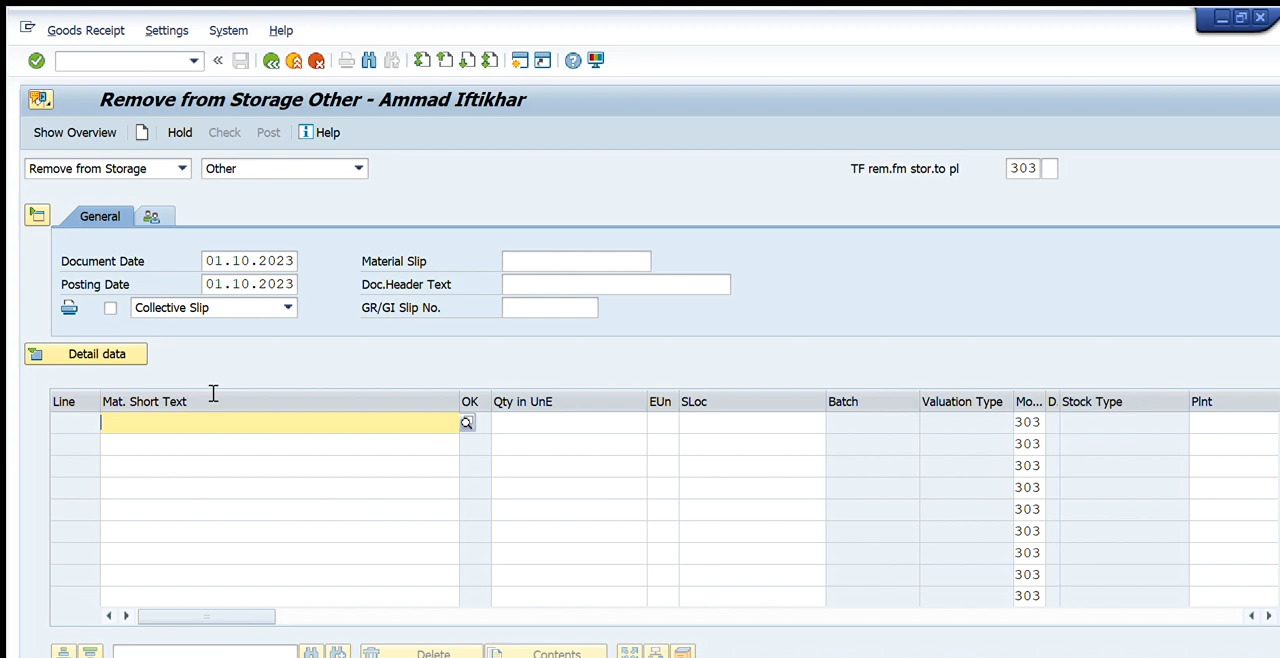 Goods Receipt Settings System Help
Remove from Storage Other - Ammad Iftikhar
Show Overview Hold Check Post Help
Remove from Storage Other TF rem.fm stor.to pl 303
General
Document Date 01.10.2023 Material Slip
Posting Date 01.10.2023 Doc.Header Text
Collective Slip GR/GI Slip No.
Detail data
Line Mat. Short Text OK Qty in UnE EUn SLoc Batch Valuation Type Mo... D Stock Type Plnt
303
303
303
303
303
303
303
303
303
Delete Contents